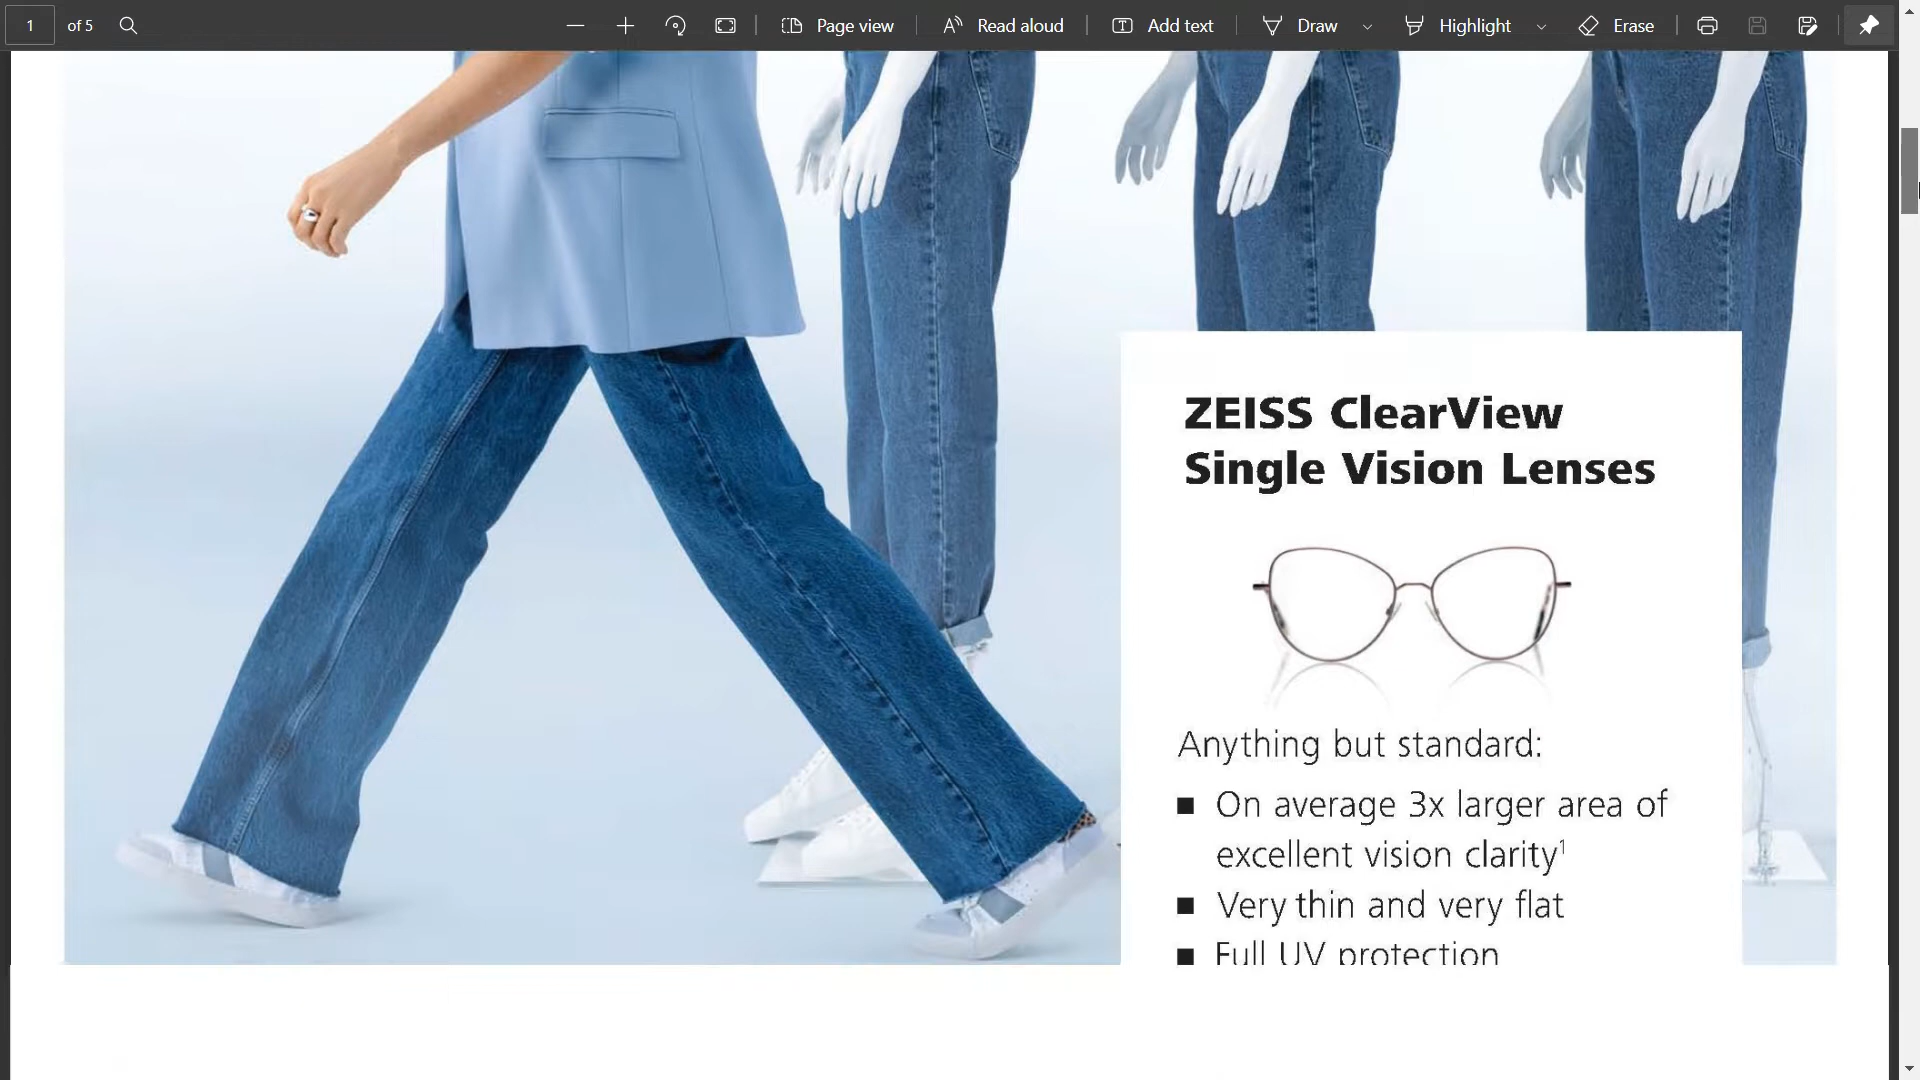 1 of 5 Page view Read aloud Add text Draw Highlight Erase
ZEISS ClearView
Single Vision Lenses
Anything but standard:
■ On average 3x larger area of
excellent vision clarity¹
■ Very thin and very flat
■ Full UV protection